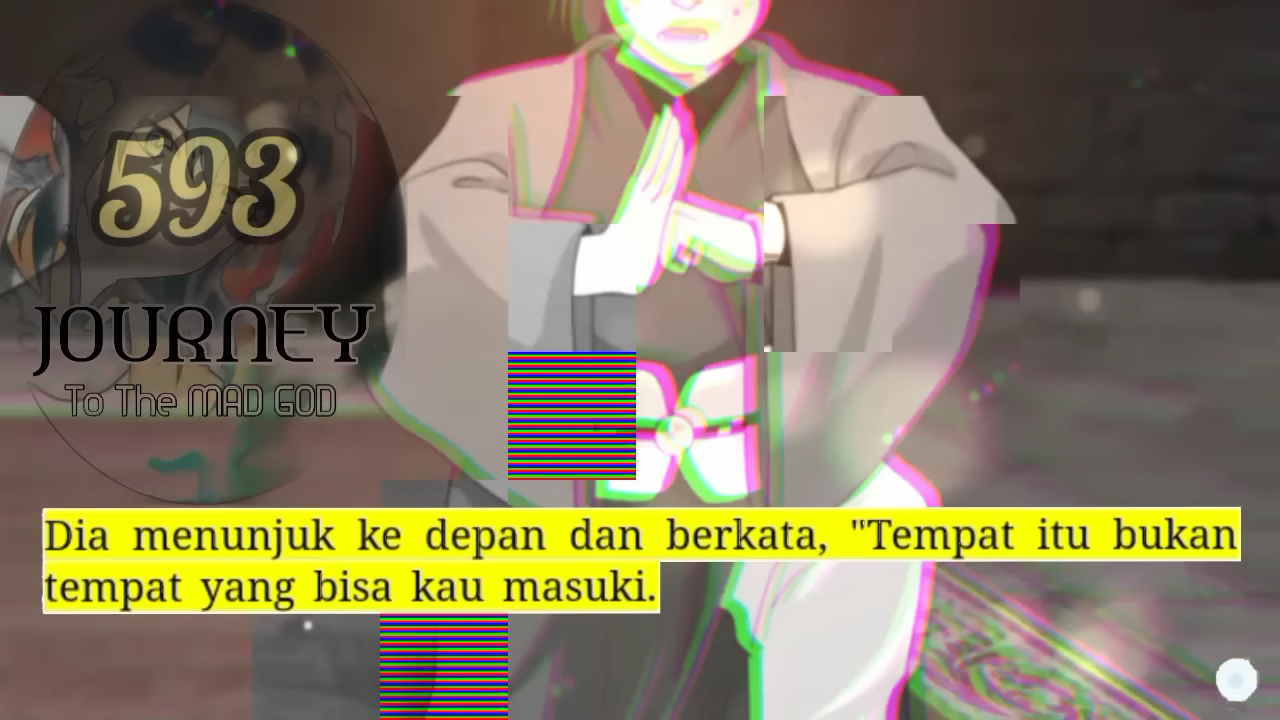 593
JOURNEY
To The MAD GOD
Dia menunjuk ke depan dan berkata, "Tempat itu bukan
tempat yang bisa kau masuki.